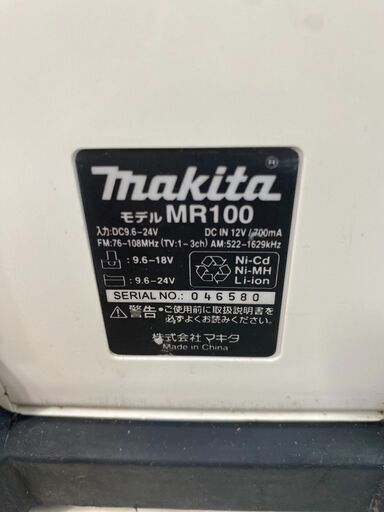 makita ®
モデル MR100
入力:DC9.6-24V DC IN 12V/700mA
FM:76-108MHz (TV:1-3ch) AM:522-1629kHz
:9.6-18V
:9.6-24V
Ni-Cd
Ni-MH
Li-ion
SERIAL NO.: 046580
警告 ●ご使用前に取扱説明書を
必ずよくお読みください。
株式会社 マキタ
Made in China